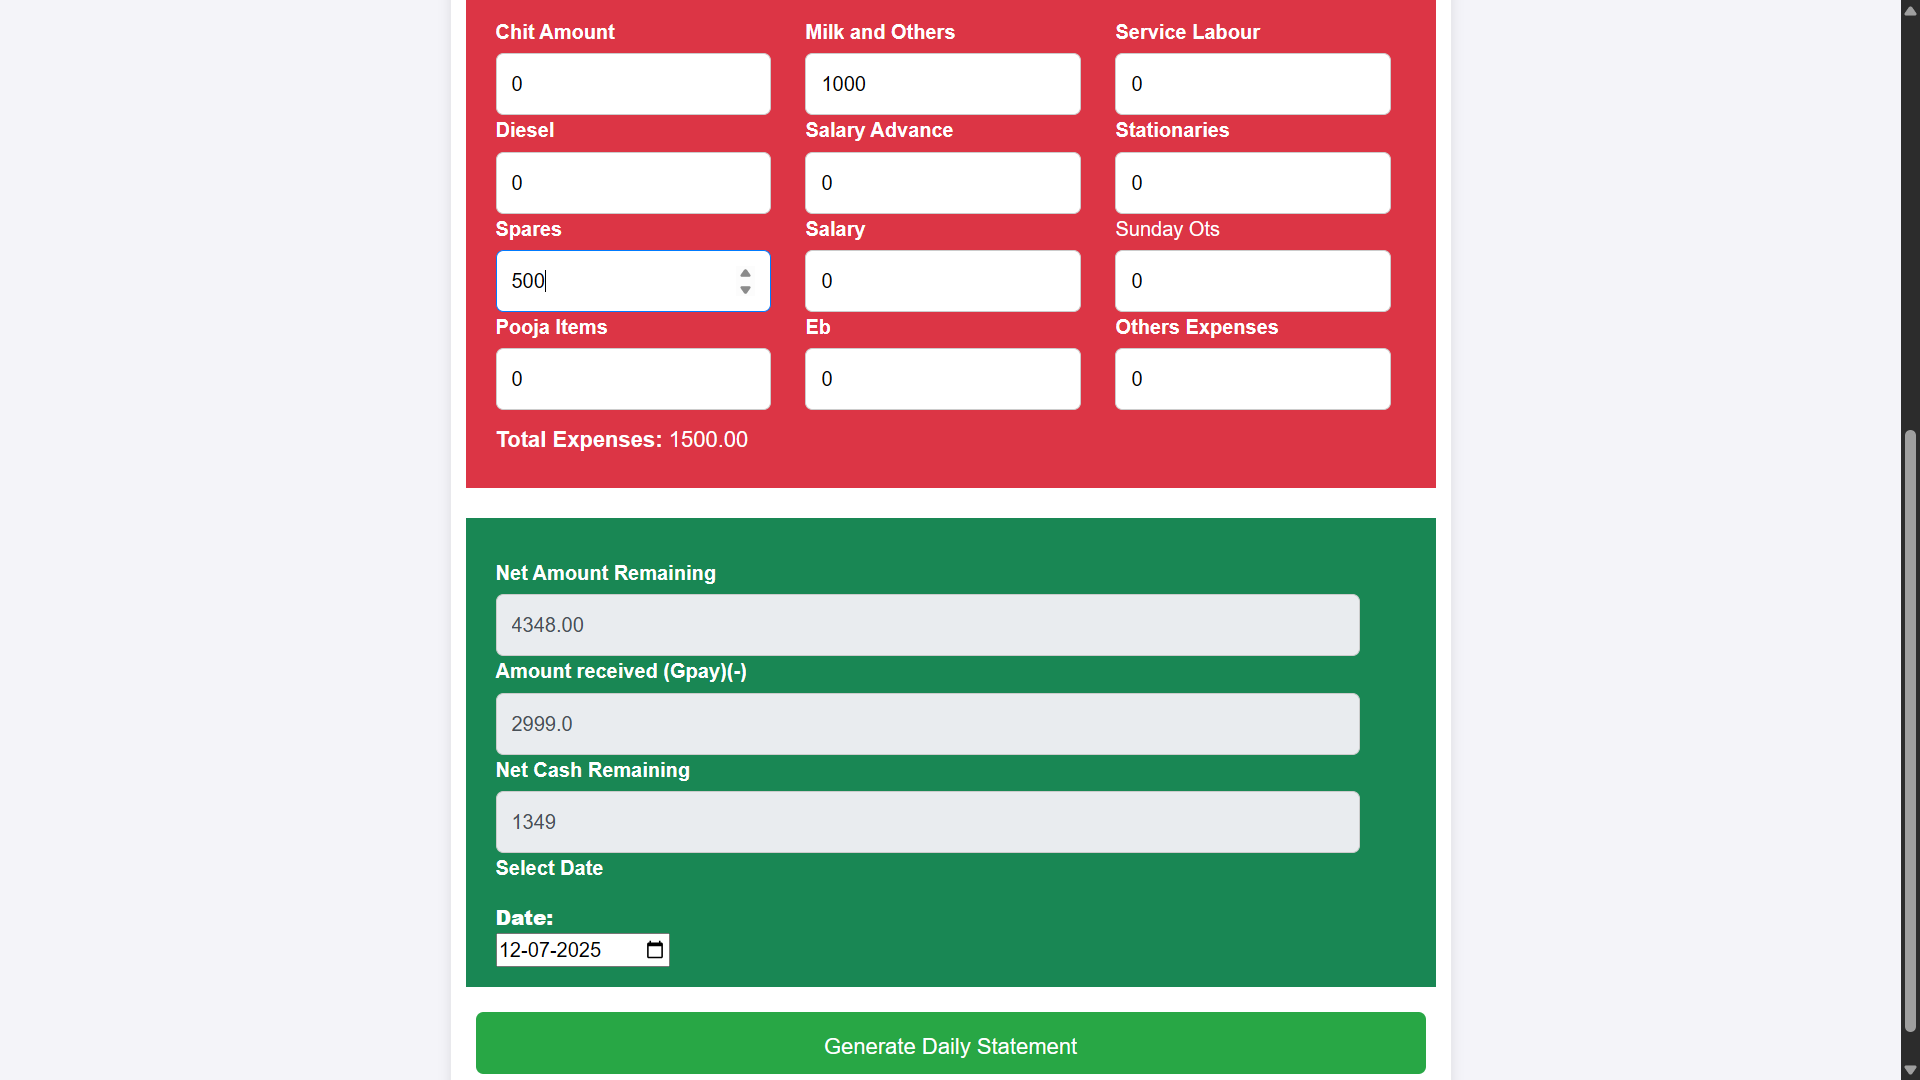 Chit Amount Milk and Others Service Labour
0 1000 0
Diesel Salary Advance Stationaries
0 0 0
Spares Salary Sunday Ots
500 0 0
Pooja Items Eb Others Expenses
0 0 0
Total Expenses: 1500.00
Net Amount Remaining
4348.00
Amount received (Gpay)(-)
2999.0
Net Cash Remaining
1349
Select Date
Date:
12-07-2025
Generate Daily Statement